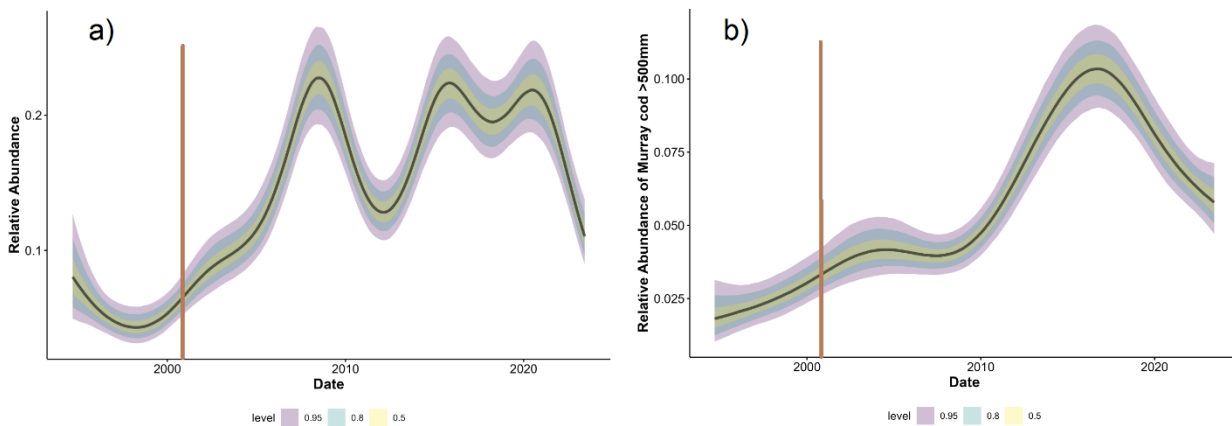 a)
Relative Abundance
0.2
0.1
2000 2010 2020
Date
level 0.95 0.8 0.5
b)
Relative Abundance of Murray cod >500mm
0.100
0.075
0.050
0.025
2000 2010 2020
Date
level 0.95 0.8 0.5